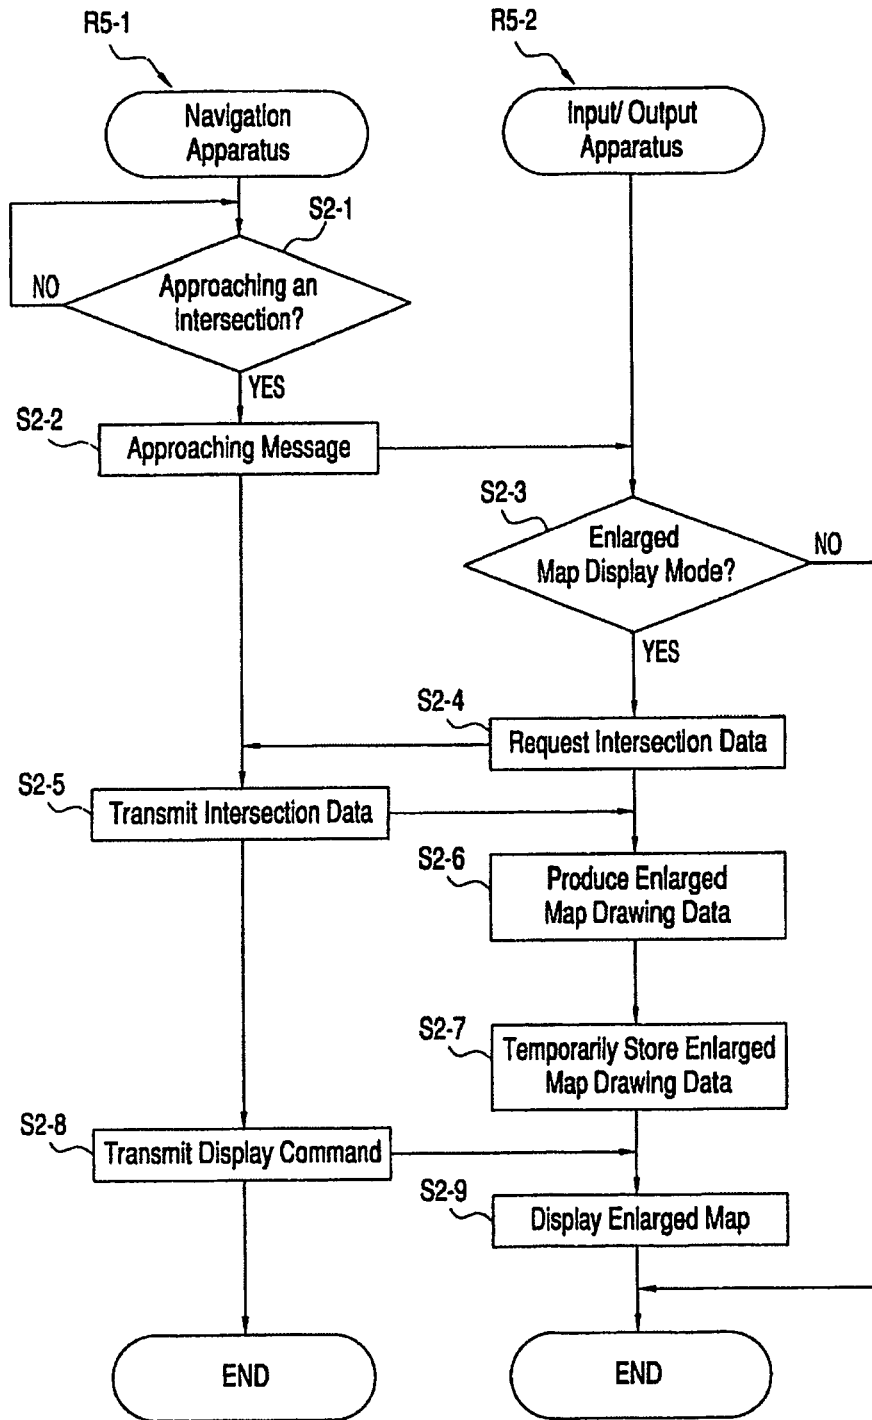 R5-1
R5-2
Navigation
Apparatus
Input/ Output
Apparatus
S2-1
Approaching an
Intersection?
NO
YES
S2-2
Approaching Message
S2-3
Enlarged
Map Display Mode?
NO
YES
S2-4
Request Intersection Data
S2-5
Transmit Intersection Data
S2-6
Produce Enlarged
Map Drawing Data
S2-7
Temporarily Store Enlarged
Map Drawing Data
S2-8
Transmit Display Command
S2-9
Display Enlarged Map
END
END